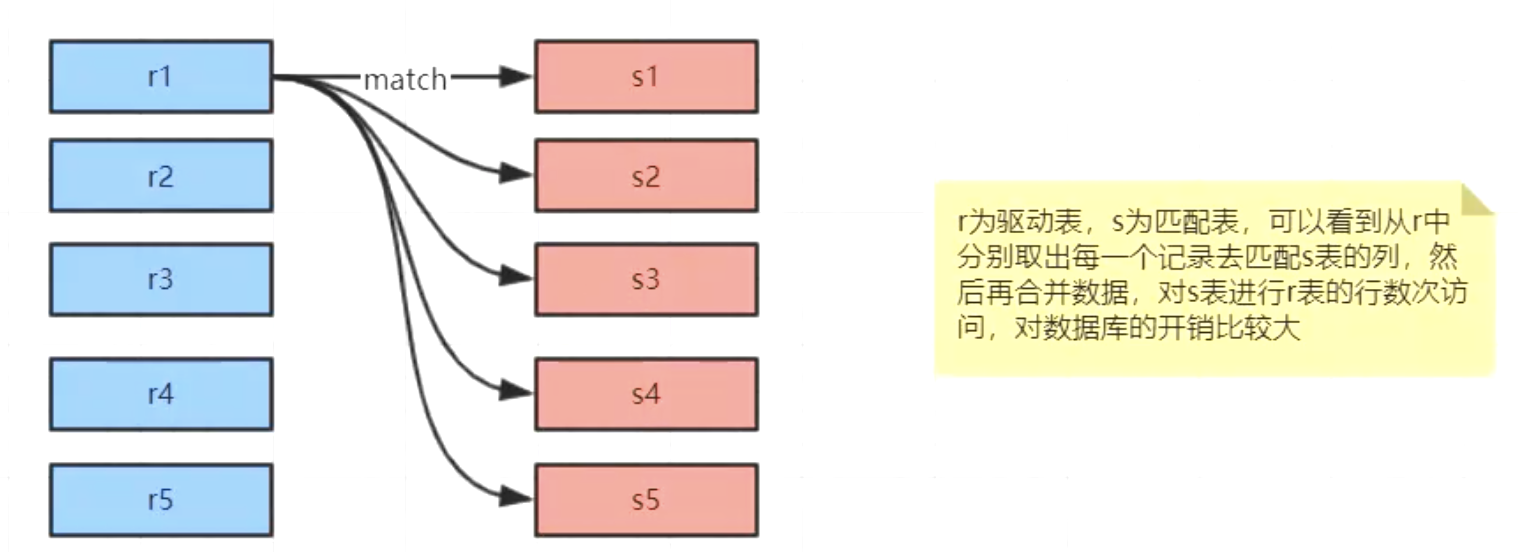 r1
match
s1
r2
s2
r3
s3
r4
s4
r5
s5
r为驱动表，s为匹配表，可以看到从r中
分别取出每一个记录去匹配s表的列，然
后再合并数据，对s表进行r表的行数次访
问，对数据库的开销比较大